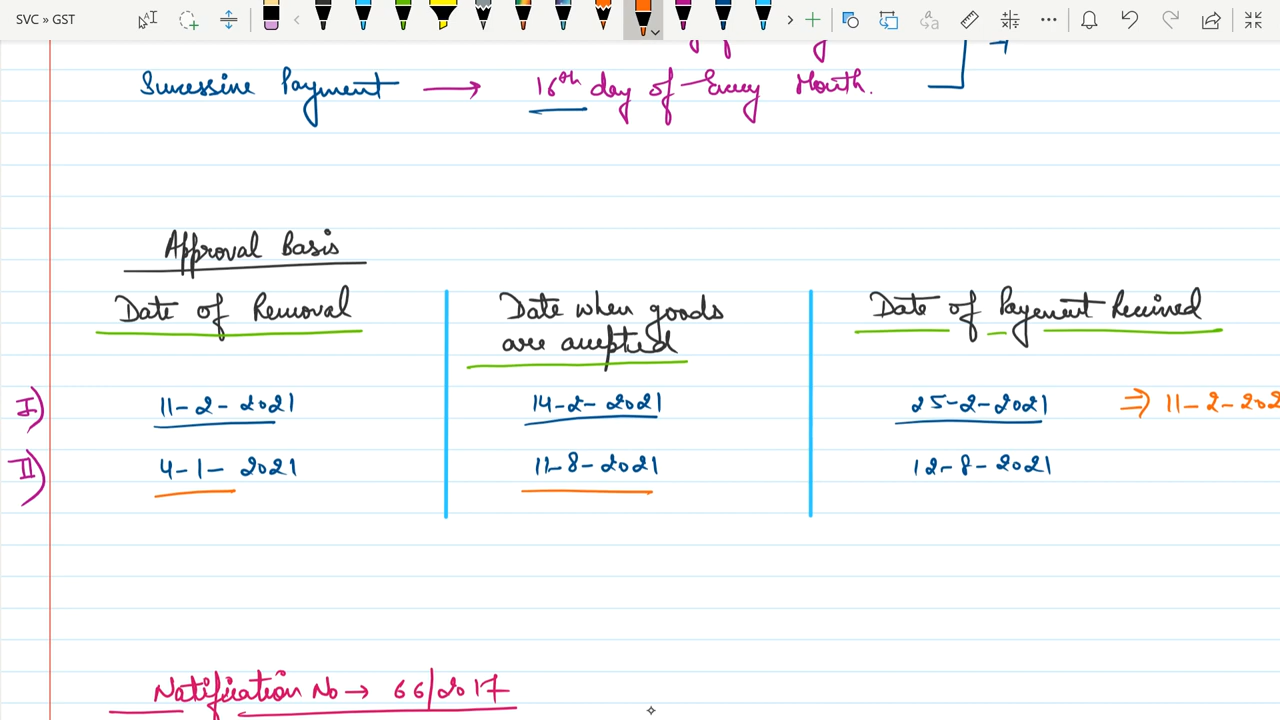 SVC » GST
Sucessine Payment → 16th day of Every Month.
Approval Basis
Date of Removal
Date when goods
are accepted
Date of Payement Received
I) 11-2-2021 14-2-2021 25-2-2021 ⇒ 11-2-202
II) 4-1-2021 11-8-2021 12-8-2021
Notification No → 66/2017